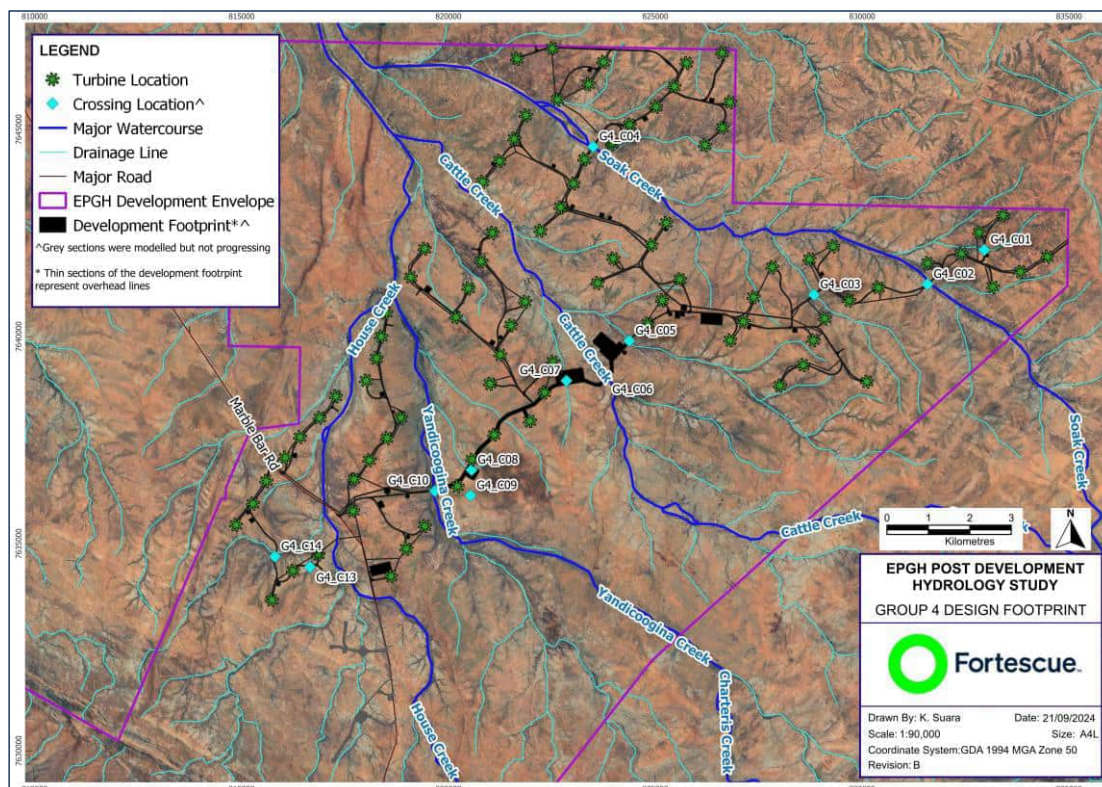 810000
815000
820000
825000
830000
835000
LEGEND
Turbine Location
Crossing Location^
Major Watercourse
Drainage Line
Major Road
EPGH Development Envelope
Development Footprint*^
^Grey sections were modelled but not progressing
* Thin sections of the development footrpint
represent overhead lines
7645000
7640000
7635000
7630000
G4_C04
Soak Creek
Cattle Creek
G4_C01
G4_C02
G4_C03
House Creek
G4_C05
Cattle Creek
G4_C07
G4_C06
Marble Bar Rd
Yandicoogina Creek
G4_C08
G4_C10
G4_C09
Soak Creek
Cattle Creek
G4_C14
G4_C13
Yandicoogina Creek
Charteris Creek
House Creek
0 1 2 3
Kilometres
N
EPGH POST DEVELOPMENT
HYDROLOGY STUDY
GROUP 4 DESIGN FOOTPRINT
Fortescue™
Drawn By: K. Suara Date: 21/09/2024
Scale: 1:90,000 Size: A4L
Coordinate System:GDA 1994 MGA Zone 50
Revision: B